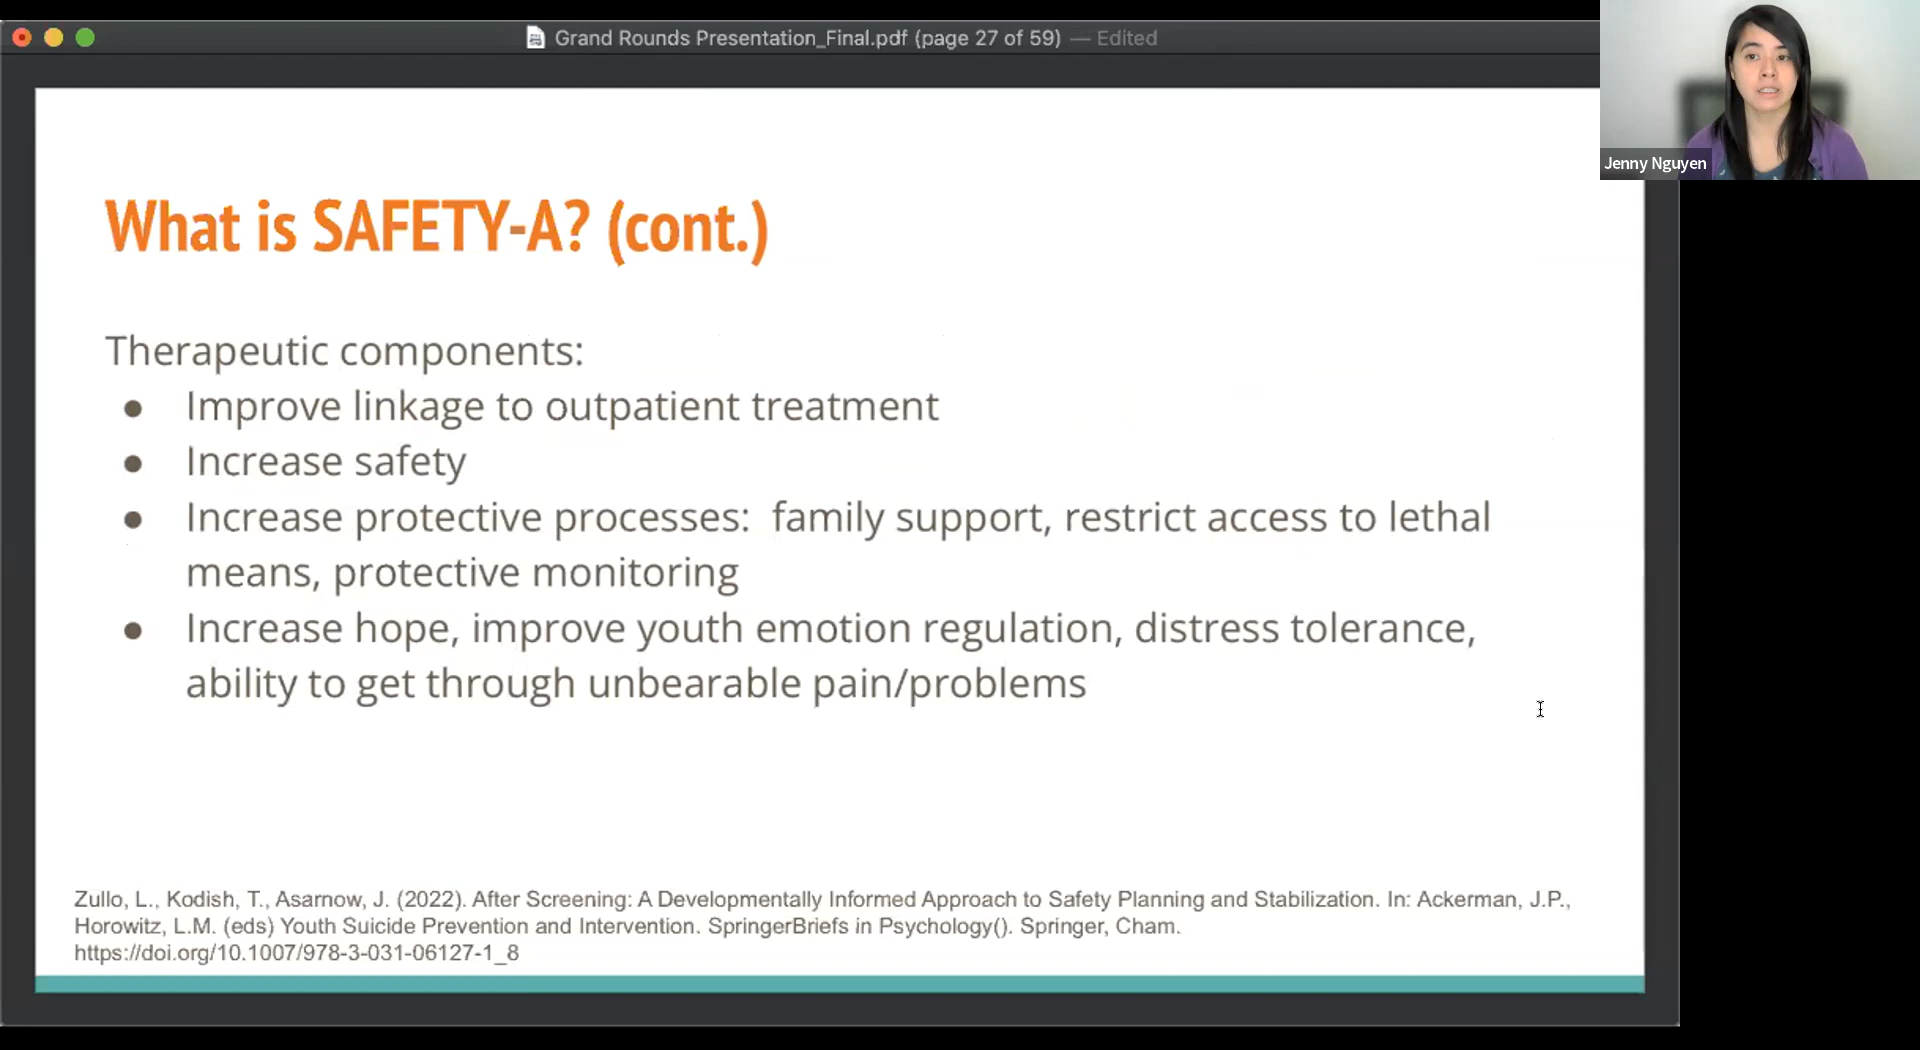 Grand Rounds Presentation_Final.pdf (page 27 of 59) — Edited
Jenny Nguyen
What is SAFETY-A? (cont.)
Therapeutic components:
● Improve linkage to outpatient treatment
● Increase safety
● Increase protective processes:  family support, restrict access to lethal
means, protective monitoring
● Increase hope, improve youth emotion regulation, distress tolerance,
ability to get through unbearable pain/problems
Zullo, L., Kodish, T., Asarnow, J. (2022). After Screening: A Developmentally Informed Approach to Safety Planning and Stabilization. In: Ackerman, J.P.,
Horowitz, L.M. (eds) Youth Suicide Prevention and Intervention. SpringerBriefs in Psychology(). Springer, Cham.
https://doi.org/10.1007/978-3-031-06127-1_8